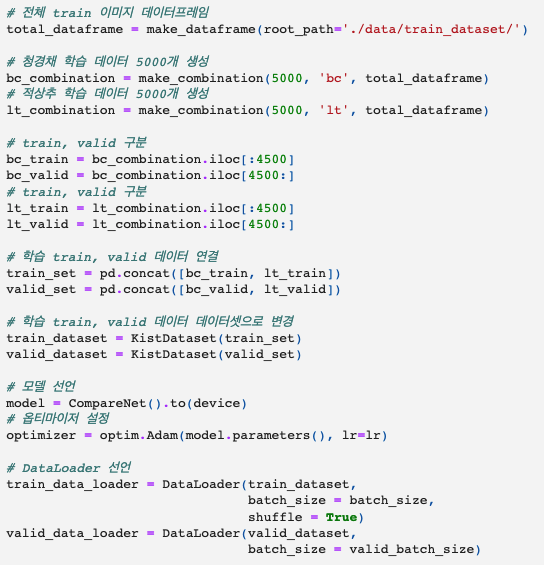 # 전체 train 이미지 데이터프레임
total_dataframe = make_dataframe(root_path='./data/train_dataset/')

# 청경채 학습 데이터 5000개 생성
bc_combination = make_combination(5000, 'bc', total_dataframe)
# 적상추 학습 데이터 5000개 생성
lt_combination = make_combination(5000, 'lt', total_dataframe)

# train, valid 구분
bc_train = bc_combination.iloc[:4500]
bc_valid = bc_combination.iloc[4500:]
# train, valid 구분
lt_train = lt_combination.iloc[:4500]
lt_valid = lt_combination.iloc[4500:]

# 학습 train, valid 데이터 연결
train_set = pd.concat([bc_train, lt_train])
valid_set = pd.concat([bc_valid, lt_valid])

# 학습 train, valid 데이터 데이터셋으로 변경
train_dataset = KistDataset(train_set)
valid_dataset = KistDataset(valid_set)

# 모델 선언
model = CompareNet().to(device)
# 옵티마이저 설정
optimizer = optim.Adam(model.parameters(), lr=lr)

# DataLoader 선언
train_data_loader = DataLoader(train_dataset,
                               batch_size = batch_size,
                               shuffle = True)
valid_data_loader = DataLoader(valid_dataset,
                               batch_size = valid_batch_size)